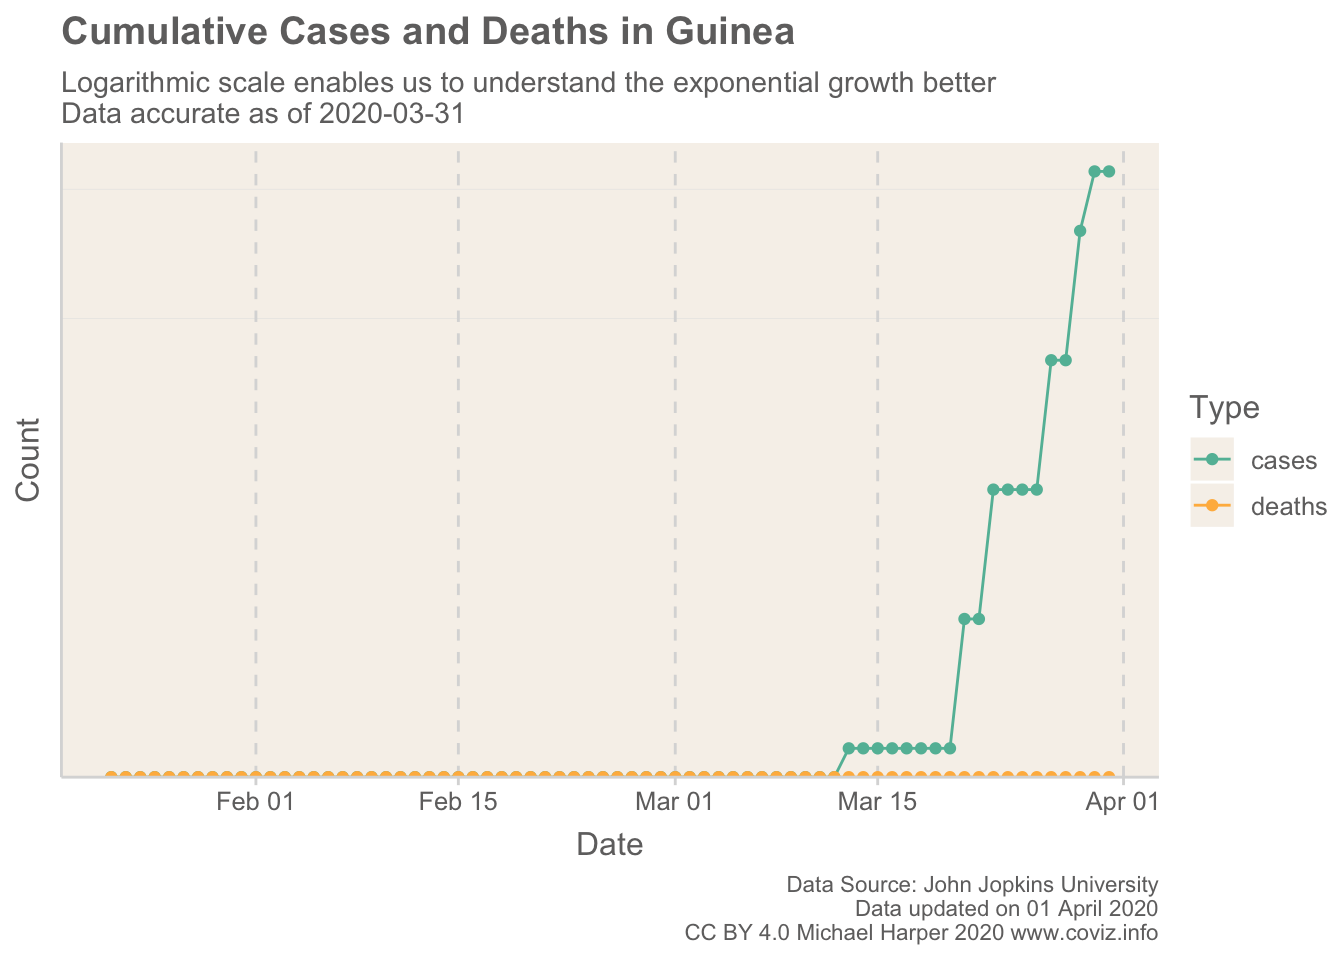 Cumulative Cases and Deaths in Guinea
Logarithmic scale enables us to understand the exponential growth better
Data accurate as of 2020-03-31
Count
Type
cases
deaths
Feb 01
Feb 15
Mar 01
Mar 15
Apr 01
Date
Data Source: John Jopkins University
Data updated on 01 April 2020
CC BY 4.0 Michael Harper 2020 www.coviz.info